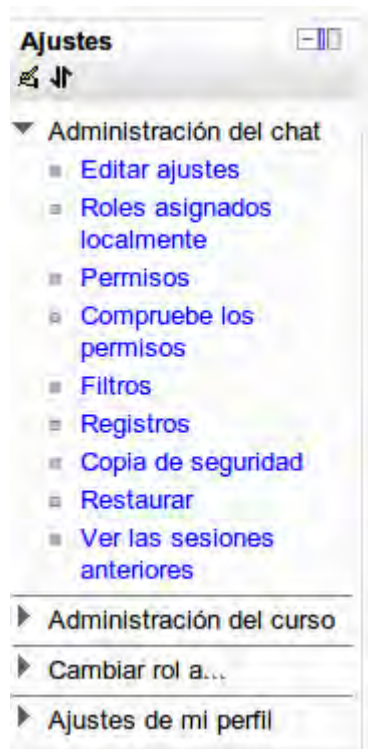 Ajustes
Administración del chat
Editar ajustes
Roles asignados
localmente
Permisos
Compruebe los
permisos
Filtros
Registros
Copia de seguridad
Restaurar
Ver las sesiones
anteriores
Administración del curso
Cambiar rol a...
Ajustes de mi perfil